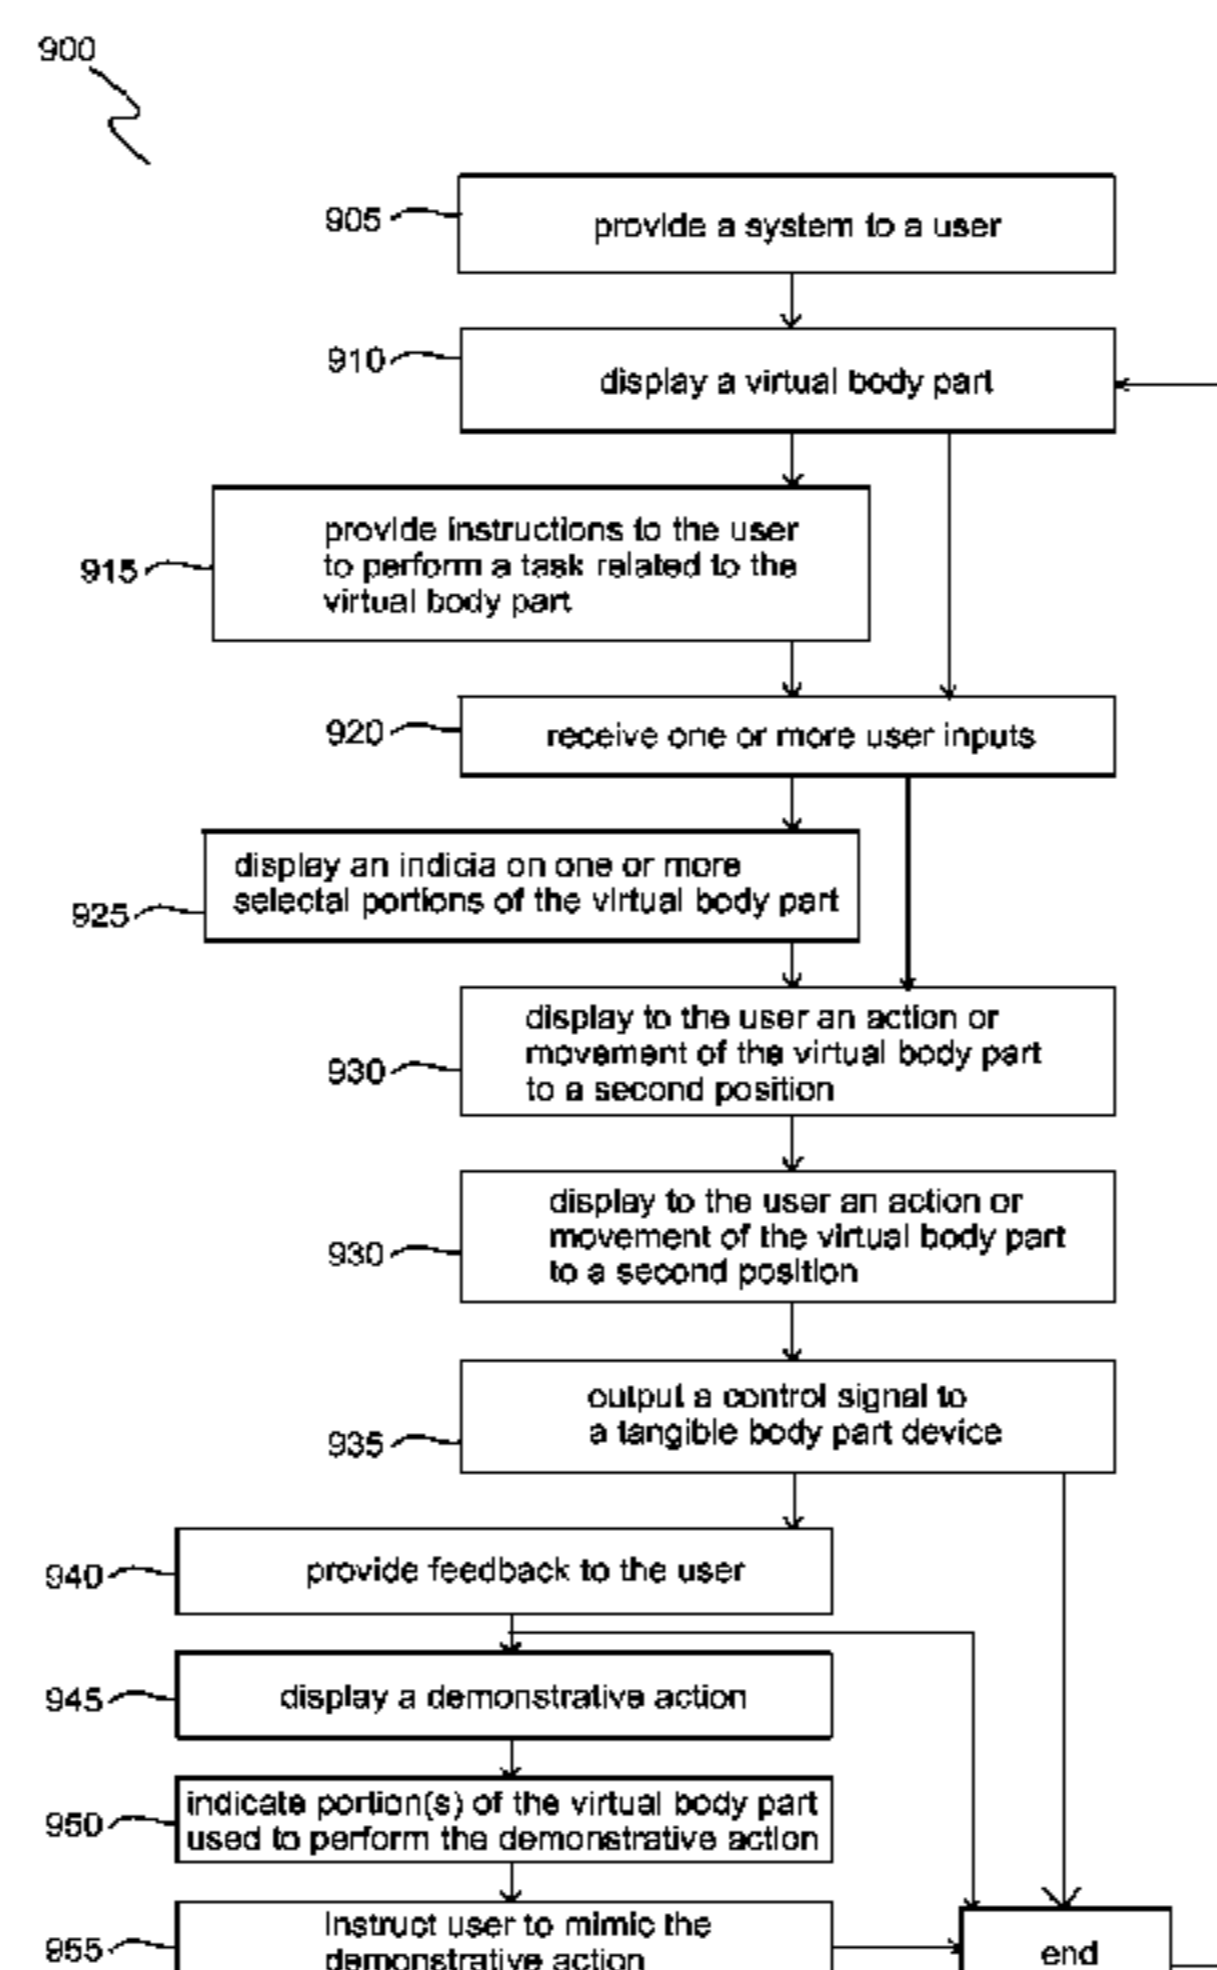 900
905
provide a system to a user
910
display a virtual body part
915
provide instructions to the user
to perform a task related to the
virtual body part
920
receive one or more user inputs
925
display an indicia on one or more
selectal portions of the virtual body part
930
display to the user an action or
movement of the virtual body part
to a second position
930
display to the user an action or
movement of the virtual body part
to a second position
935
output a control signal to
a tangible body part device
940
provide feedback to the user
945
display a demonstrative action
950
indicate portion(s) of the virtual body part
used to perform the demonstrative action
955
Instruct user to mimic the
demonstrative action
end